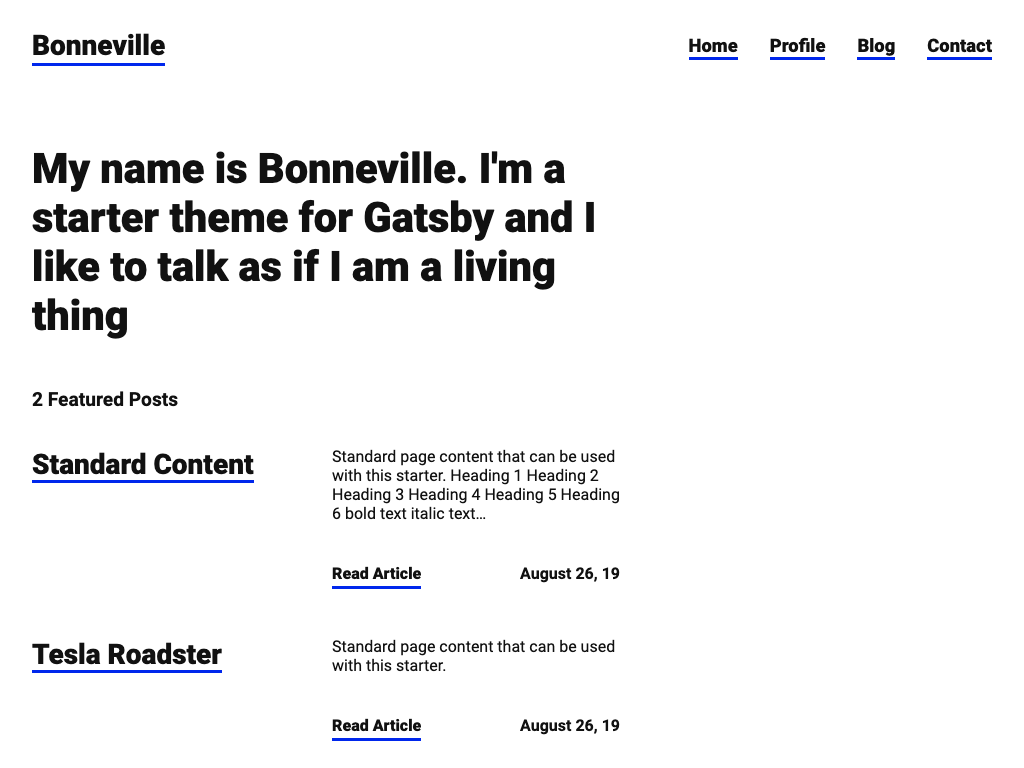 Bonneville
Home Profile Blog Contact
My name is Bonneville. I'm a
starter theme for Gatsby and I
like to talk as if I am a living
thing
2 Featured Posts
Standard Content
Standard page content that can be used
with this starter. Heading 1 Heading 2
Heading 3 Heading 4 Heading 5 Heading
6 bold text italic text…
Read Article August 26, 19
Tesla Roadster
Standard page content that can be used
with this starter.
Read Article August 26, 19